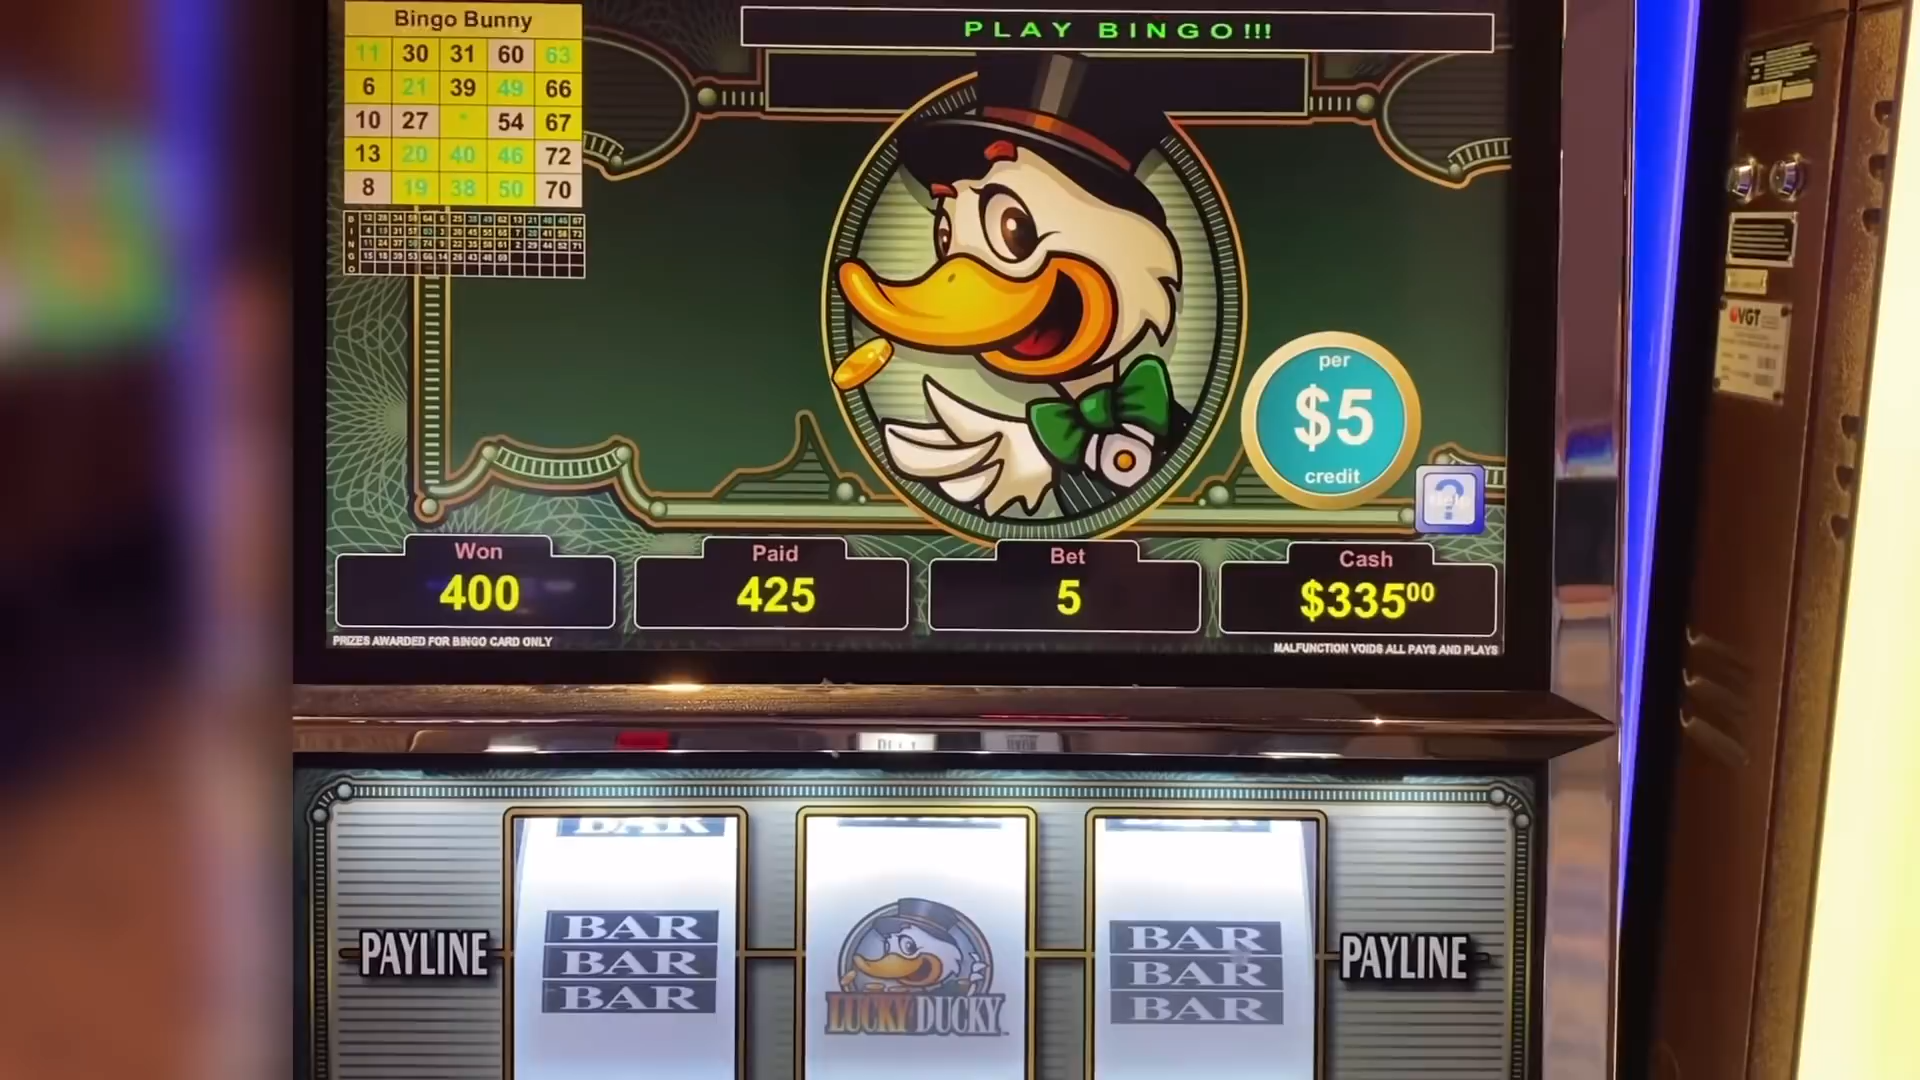 Bingo Bunny
11 30 31 60 63
6 21 39 49 66
10 27 * 54 67
13 20 40 46 72
8 19 38 50 70
B
I
N
G
O
PLAY BINGO!!!
per
$5
credit
?
VGT
Won
400
Paid
425
Bet
5
Cash
$33500
PRIZES AWARDED FOR BINGO CARD ONLY
MALFUNCTION VOIDS ALL PAYS AND PLAYS
BAR
PAYLINE
BAR
BAR
BAR
LUCKY DUCKY
BAR
BAR
BAR
PAYLINE